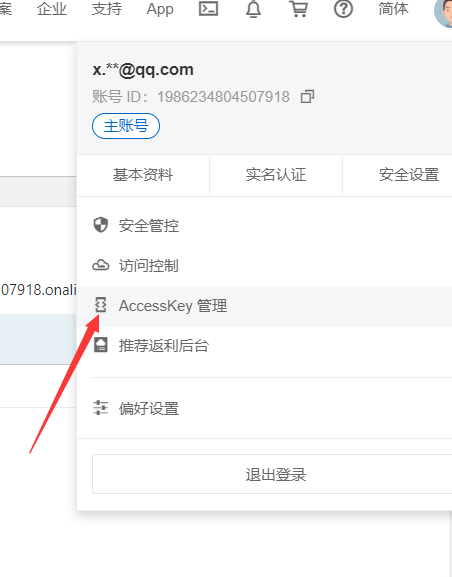 案 企业 支持 App 简体
x.**@qq.com
账号 ID：1986234804507918
主账号
基本资料 实名认证 安全设置
安全管控
访问控制
07918.onali
AccessKey 管理
推荐返利后台
偏好设置
退出登录